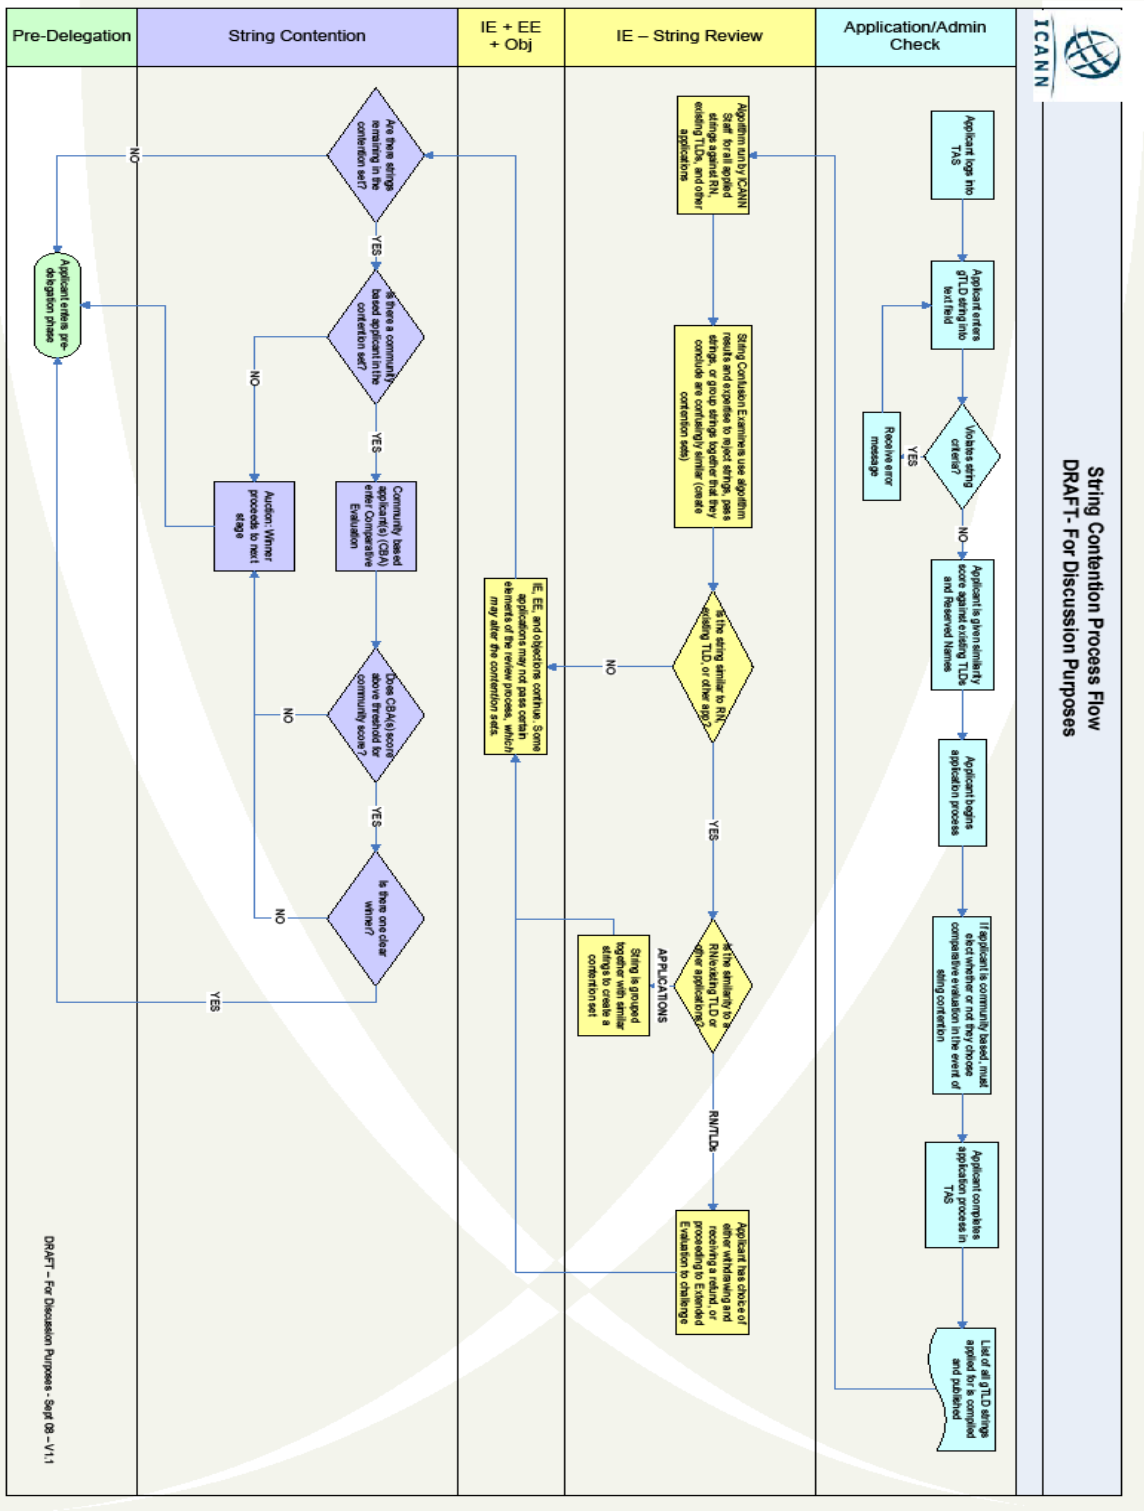 String Contention Process Flow
DRAFT- For Discussion Purposes
ICANN
Application/Admin
Check
Applicant logs into
TAS
Applicant enters
gTLD string into
text field
Violates string
criteria?
YES
Receive error
message
NO
Applicant is given similarity
score against existing TLDs
and Reserved Names
Applicant begins
application process
If applicant is community based, must
elect whether or not they choose
comparative evaluation in the event of
string contention
Applicant completes
application process in
TAS
List of all gTLD strings
applied for is compiled
and published
IE – String Review
Algorithm run by ICANN
Staff for all applied
strings against RN,
existing TLDs, and other
applications
String Confusion Examiners use algorithm
results and expertise to reject strings, pass
strings, or group strings together that they
conclude are confusingly similar (create
contention sets)
Is the string similar to RN,
existing TLD, or other app?
NO
YES
Is the similarity to a
RN/existing TLD or
other applications?
APPLICATIONS
String is grouped
together with similar
strings to create a
contention set
RN/TLDs
Applicant has choice of
either withdrawing and
receiving a refund, or
proceeding to Extended
Evaluation to challenge
IE + EE
+ Obj
IE, EE, and objections continue. Some
applications may not pass certain
elements of the review process, which
may alter the contention sets.
String Contention
Are there strings
remaining in the
contention set?
NO
YES
Is there a community
based applicant in the
contention set?
NO
YES
Community based
applicant(s) (CBA)
enter Comparative
Evaluation
Auction: Winner
proceeds to next
stage
Does CBA(s) score
above threshold for
community score?
NO
YES
Is there one clear
winner?
NO
YES
Pre-Delegation
Applicant enters pre-
delegation phase
DRAFT – For Discussion Purposes - Sept 08 – V1.1